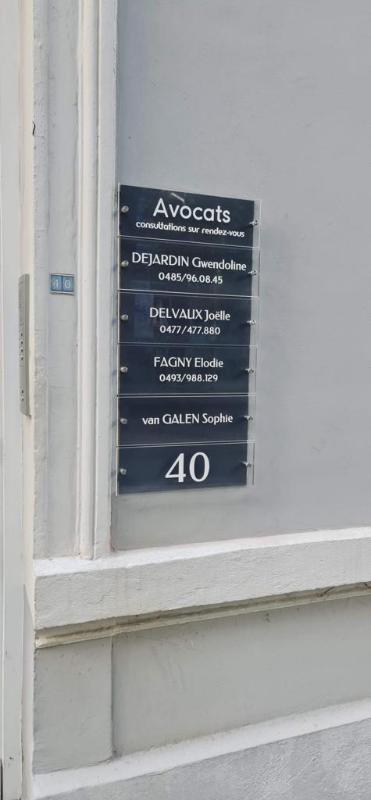 Avocats
consultations sur rendez-vous
DEJARDIN Gwendoline
0485/96.08.45
DELVAUX Joëlle
0477/477.880
FAGNY Elodie
0493/988.129
van GALEN Sophie
40
40